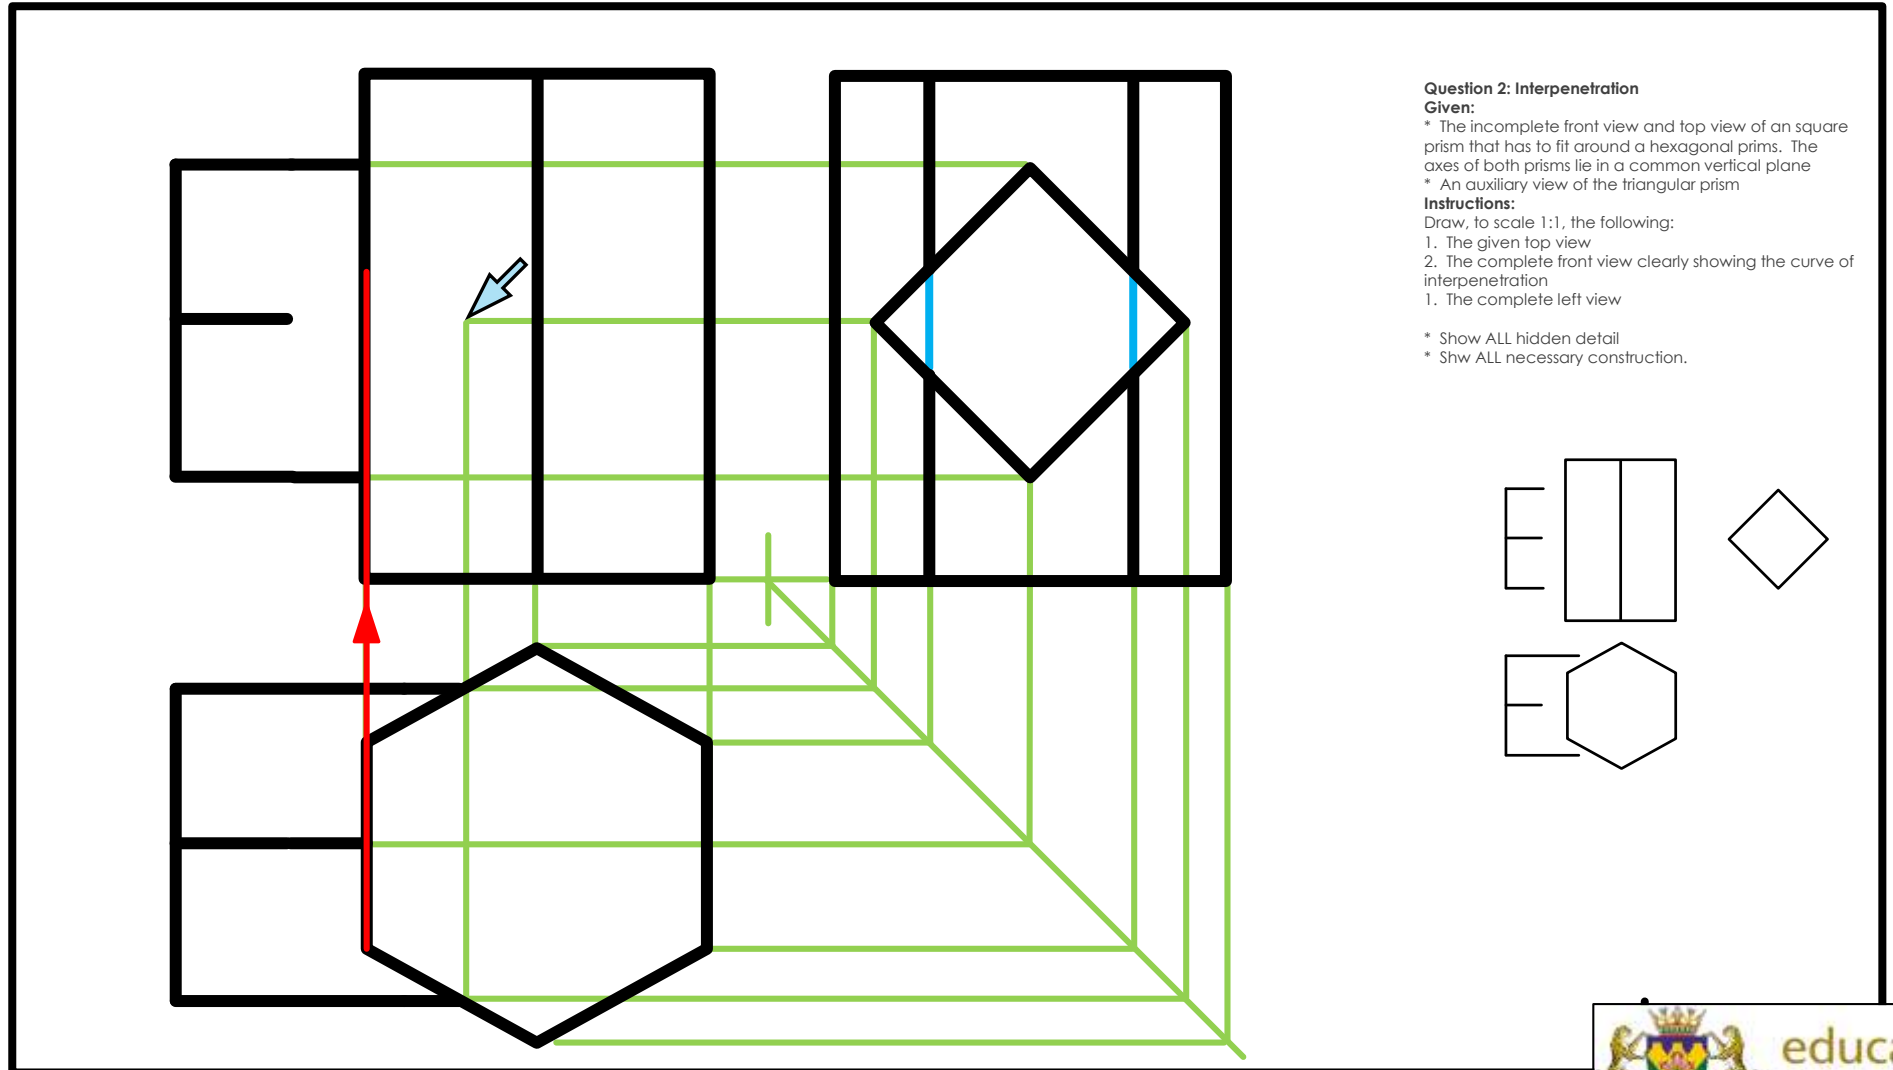 Question 2: Interpenetration
Given:
* The incomplete front view and top view of an square
prism that has to fit around a hexagonal prims. The
axes of both prisms lie in a common vertical plane
* An auxiliary view of the triangular prism
Instructions:
Draw, to scale 1:1, the following:
1. The given top view
2. The complete front view clearly showing the curve of
interpenetration
1. The complete left view
* Show ALL hidden detail
* Shw ALL necessary construction.
educa